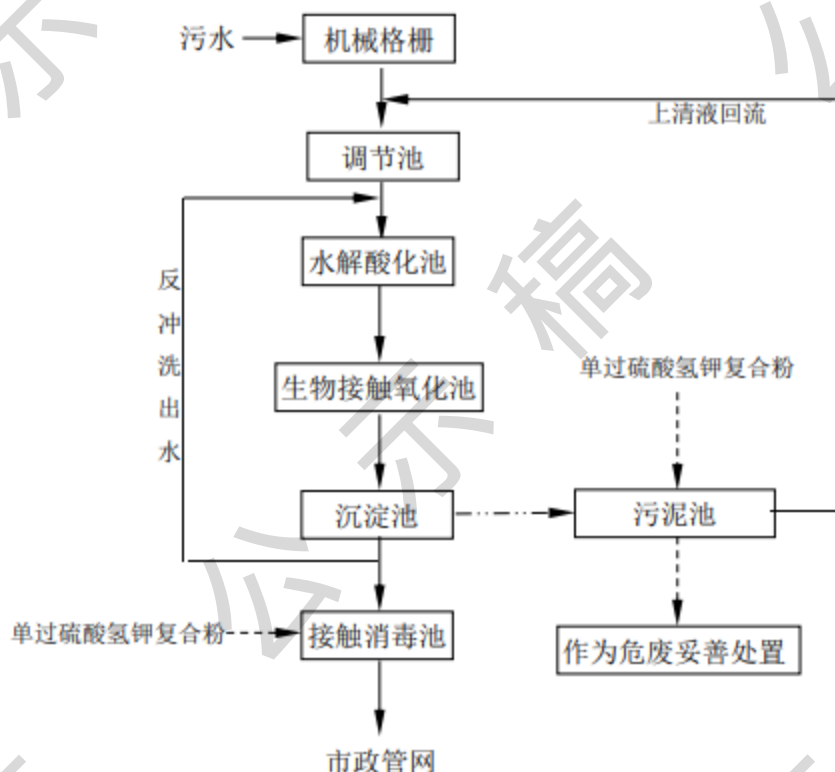 污水
机械格栅
上清液回流
调节池
水解酸化池
反冲洗出水
生物接触氧化池
单过硫酸氢钾复合粉
沉淀池
污泥池
单过硫酸氢钾复合粉
接触消毒池
作为危废妥善处置
市政管网
公示稿